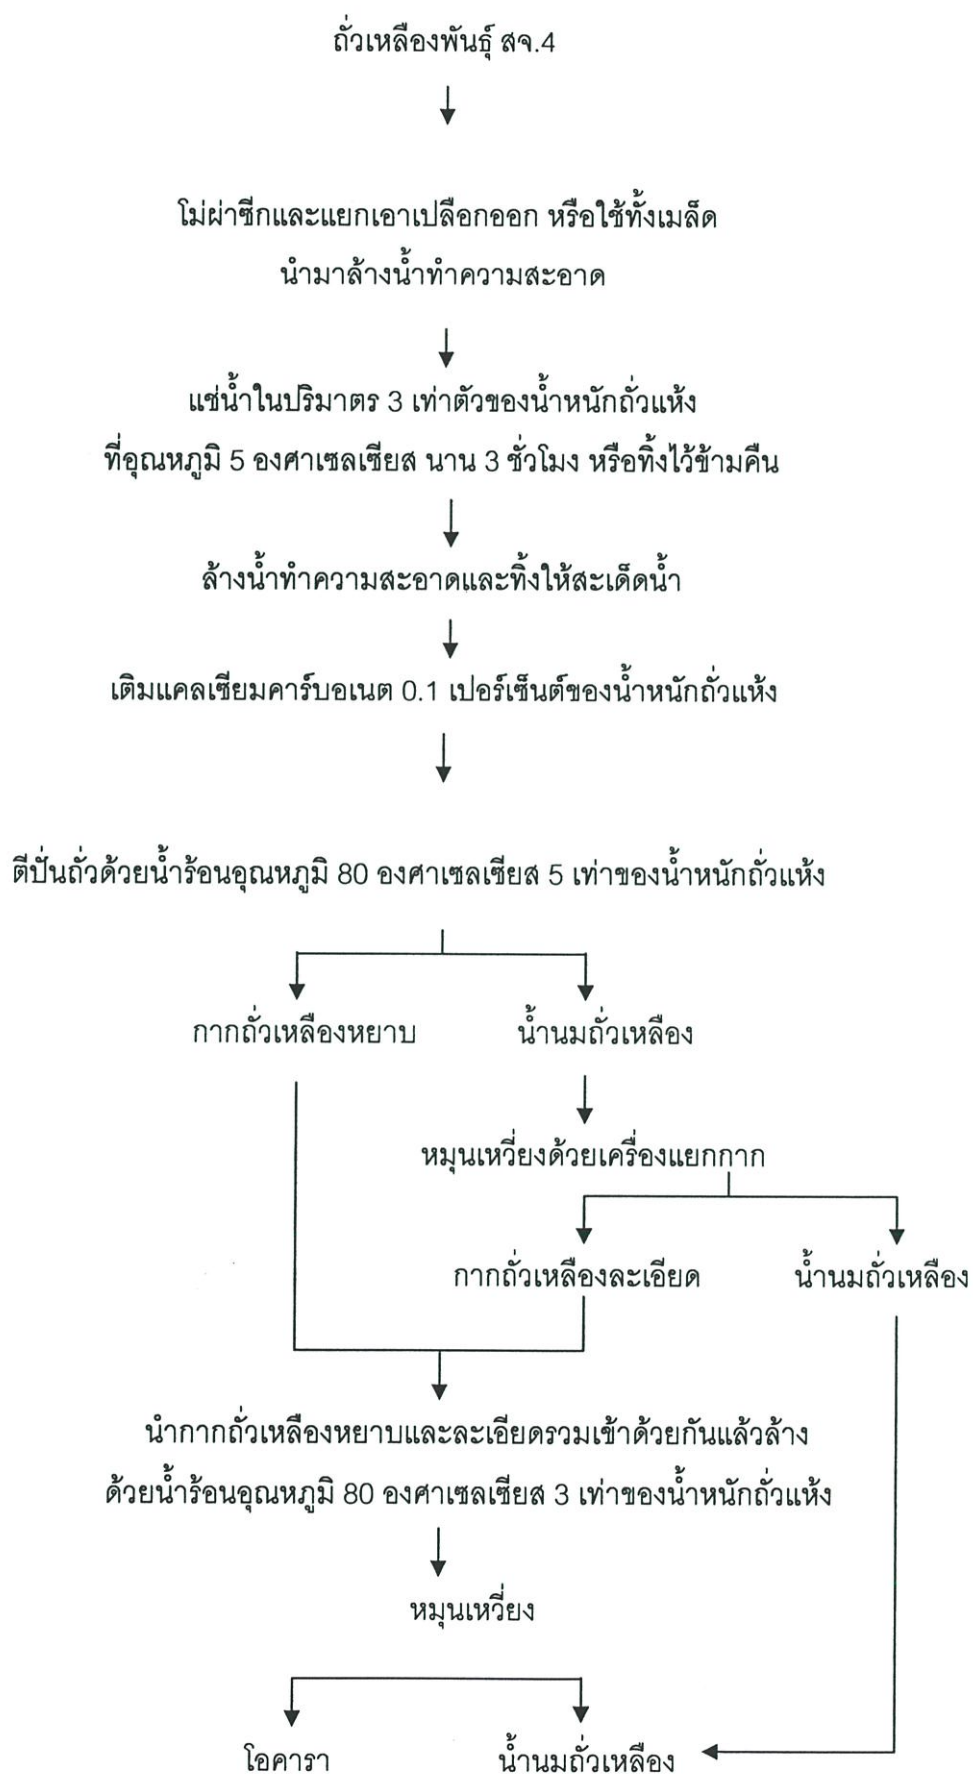 ถั่วเหลืองพันธุ์ สจ.4
โม่ผ่าซีกและแยกเอาเปลือกออก หรือใช้ทั้งเมล็ด
นำมาล้างน้ำทำความสะอาด
แช่น้ำในปริมาตร 3 เท่าตัวของน้ำหนักถั่วแห้ง
ที่อุณหภูมิ 5 องศาเซลเซียส นาน 3 ชั่วโมง หรือทิ้งไว้ข้ามคืน
ล้างน้ำทำความสะอาดและทิ้งให้สะเด็ดน้ำ
เติมแคลเซียมคาร์บอเนต 0.1 เปอร์เซ็นต์ของน้ำหนักถั่วแห้ง
ตีปั่นถั่วด้วยน้ำร้อนอุณหภูมิ 80 องศาเซลเซียส 5 เท่าของน้ำหนักถั่วแห้ง
กากถั่วเหลืองหยาบ
น้ำนมถั่วเหลือง
หมุนเหวี่ยงด้วยเครื่องแยกกาก
กากถั่วเหลืองละเอียด
น้ำนมถั่วเหลือง
นำกากถั่วเหลืองหยาบและละเอียดรวมเข้าด้วยกันแล้วล้าง
ด้วยน้ำร้อนอุณหภูมิ 80 องศาเซลเซียส 3 เท่าของน้ำหนักถั่วแห้ง
หมุนเหวี่ยง
โอคารา
น้ำนมถั่วเหลือง